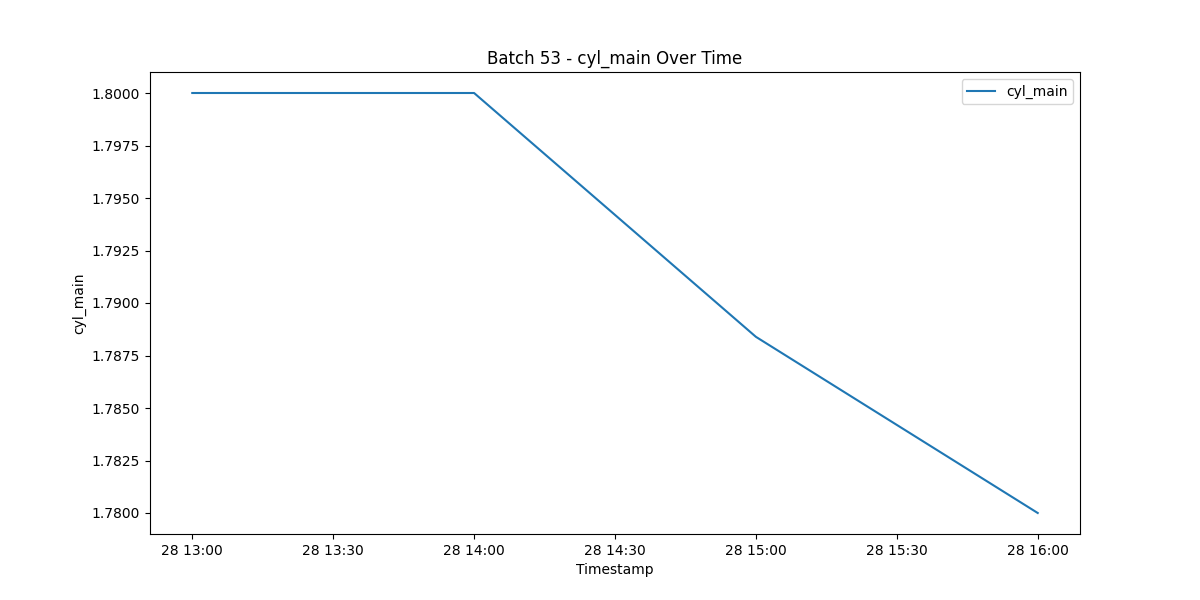 Batch 53 - cyl_main Over Time
cyl_main
1.8000
1.7975
1.7950
1.7925
1.7900
1.7875
1.7850
1.7825
1.7800
cyl_main
28 13:00 28 13:30 28 14:00 28 14:30 28 15:00 28 15:30 28 16:00
Timestamp